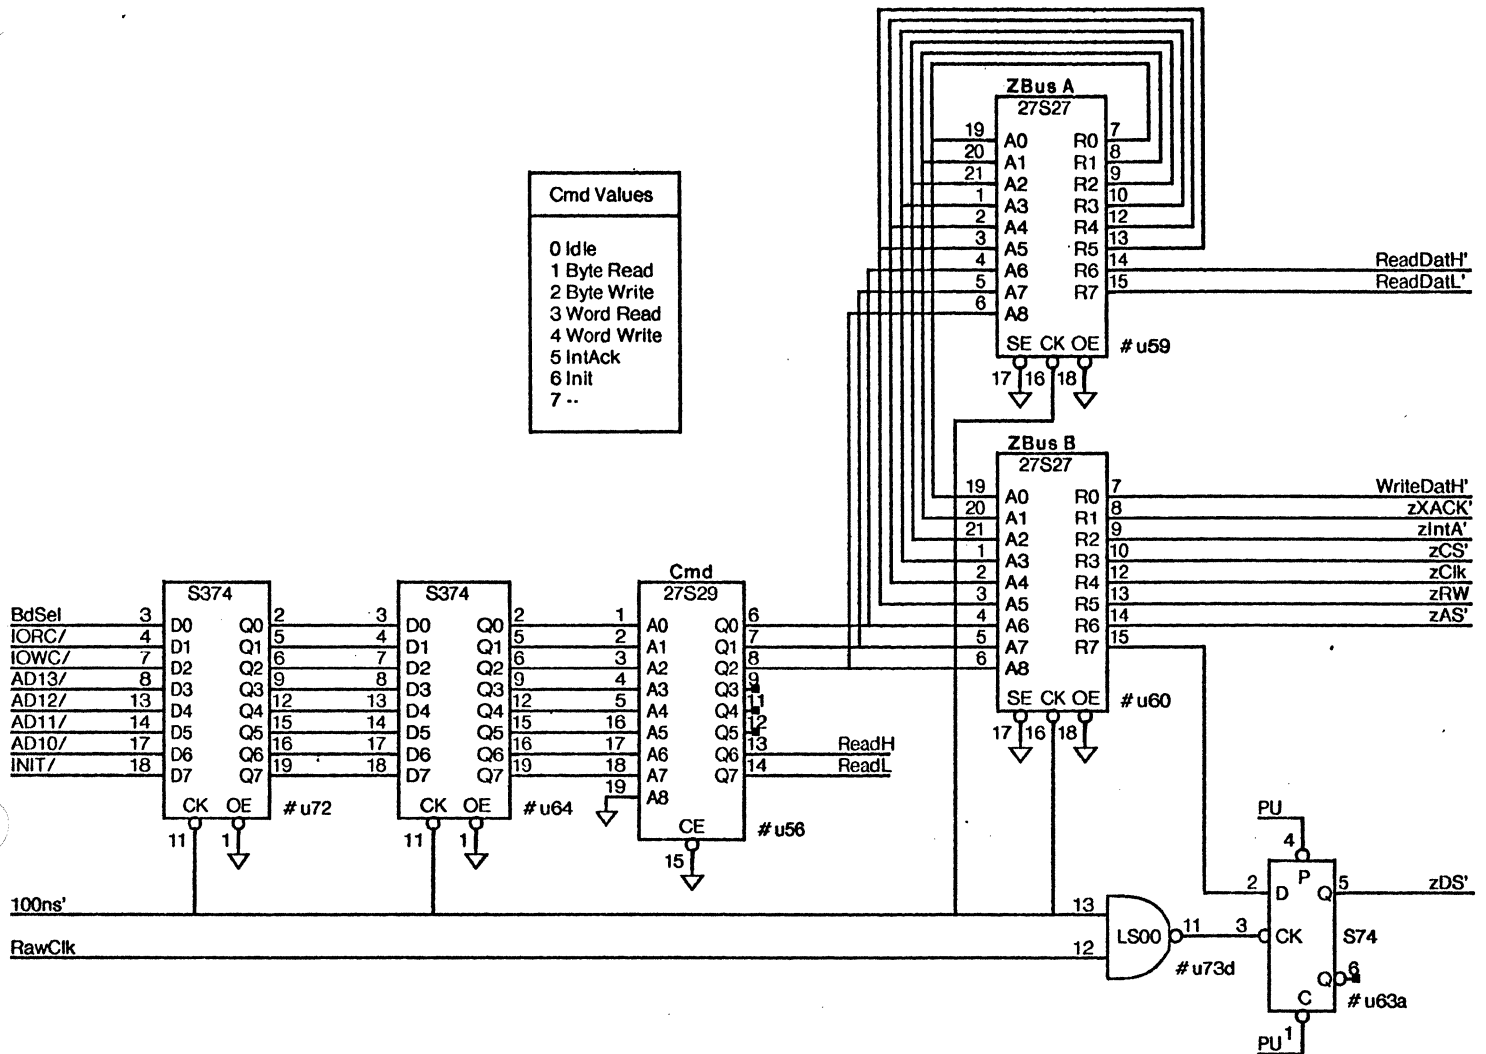 ZBus A
27S27
19 A0 R0 7
20 A1 R1 8
21 A2 R2 9
1 A3 R3 10
2 A4 R4 12
3 A5 R5 13
4 A6 R6 14 ReadDatH'
5 A7 R7 15 ReadDatL'
6 A8
SE CK OE #u59
17 16 18
Cmd Values
0 Idle
1 Byte Read
2 Byte Write
3 Word Read
4 Word Write
5 IntAck
6 Init
7 --
ZBus B
27S27
19 A0 R0 7 WriteDatH'
20 A1 R1 8 zXACK'
21 A2 R2 9 zIntA'
1 A3 R3 10 zCS'
2 A4 R4 12 zClk
3 A5 R5 13 zRW
4 A6 R6 14 zAS'
5 A7 R7 15
6 A8
SE CK OE #u60
17 16 18
S374
BdSel 3 D0 Q0 2
IORC/ 4 D1 Q1 5
IOWC/ 7 D2 Q2 6
AD13/ 8 D3 Q3 9
AD12/ 13 D4 Q4 12
AD11/ 14 D5 Q5 15
AD10/ 17 D6 Q6 16
INIT/ 18 D7 Q7 19
CK OE #u72
11 1
S374
3 D0 Q0 2
4 D1 Q1 5
7 D2 Q2 6
8 D3 Q3 9
13 D4 Q4 12
14 D5 Q5 15
17 D6 Q6 16
18 D7 Q7 19
CK OE #u64
11 1
Cmd
27S29
1 A0 Q0 6
2 A1 Q1 7
3 A2 Q2 8
4 A3 Q3 9
5 A4 Q4 11
16 A5 Q5 12
17 A6 Q6 13 ReadH
18 A7 Q7 14 ReadL
19 A8
CE #u56
15
100ns'
RawClk
13
12
LS00 11
#u73d
PU
4
P
2 D Q 5 zDS'
3 CK S74
Q 6
C #u63a
PU 1